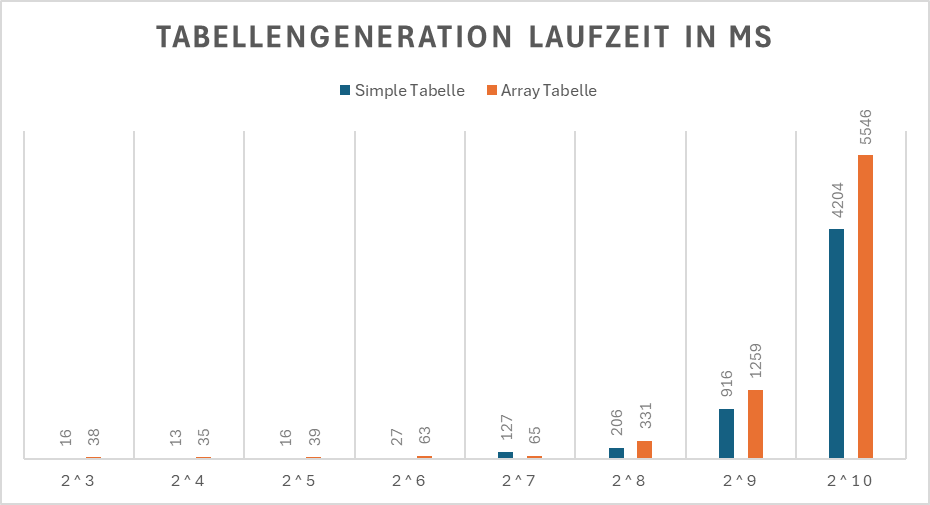 TABELLENGENERATION LAUFZEIT IN MS
Simple Tabelle Array Tabelle
16 38 13 35 16 39 27 63 127 65 206 331 916 1259 4204 5546
2^3 2^4 2^5 2^6 2^7 2^8 2^9 2^10